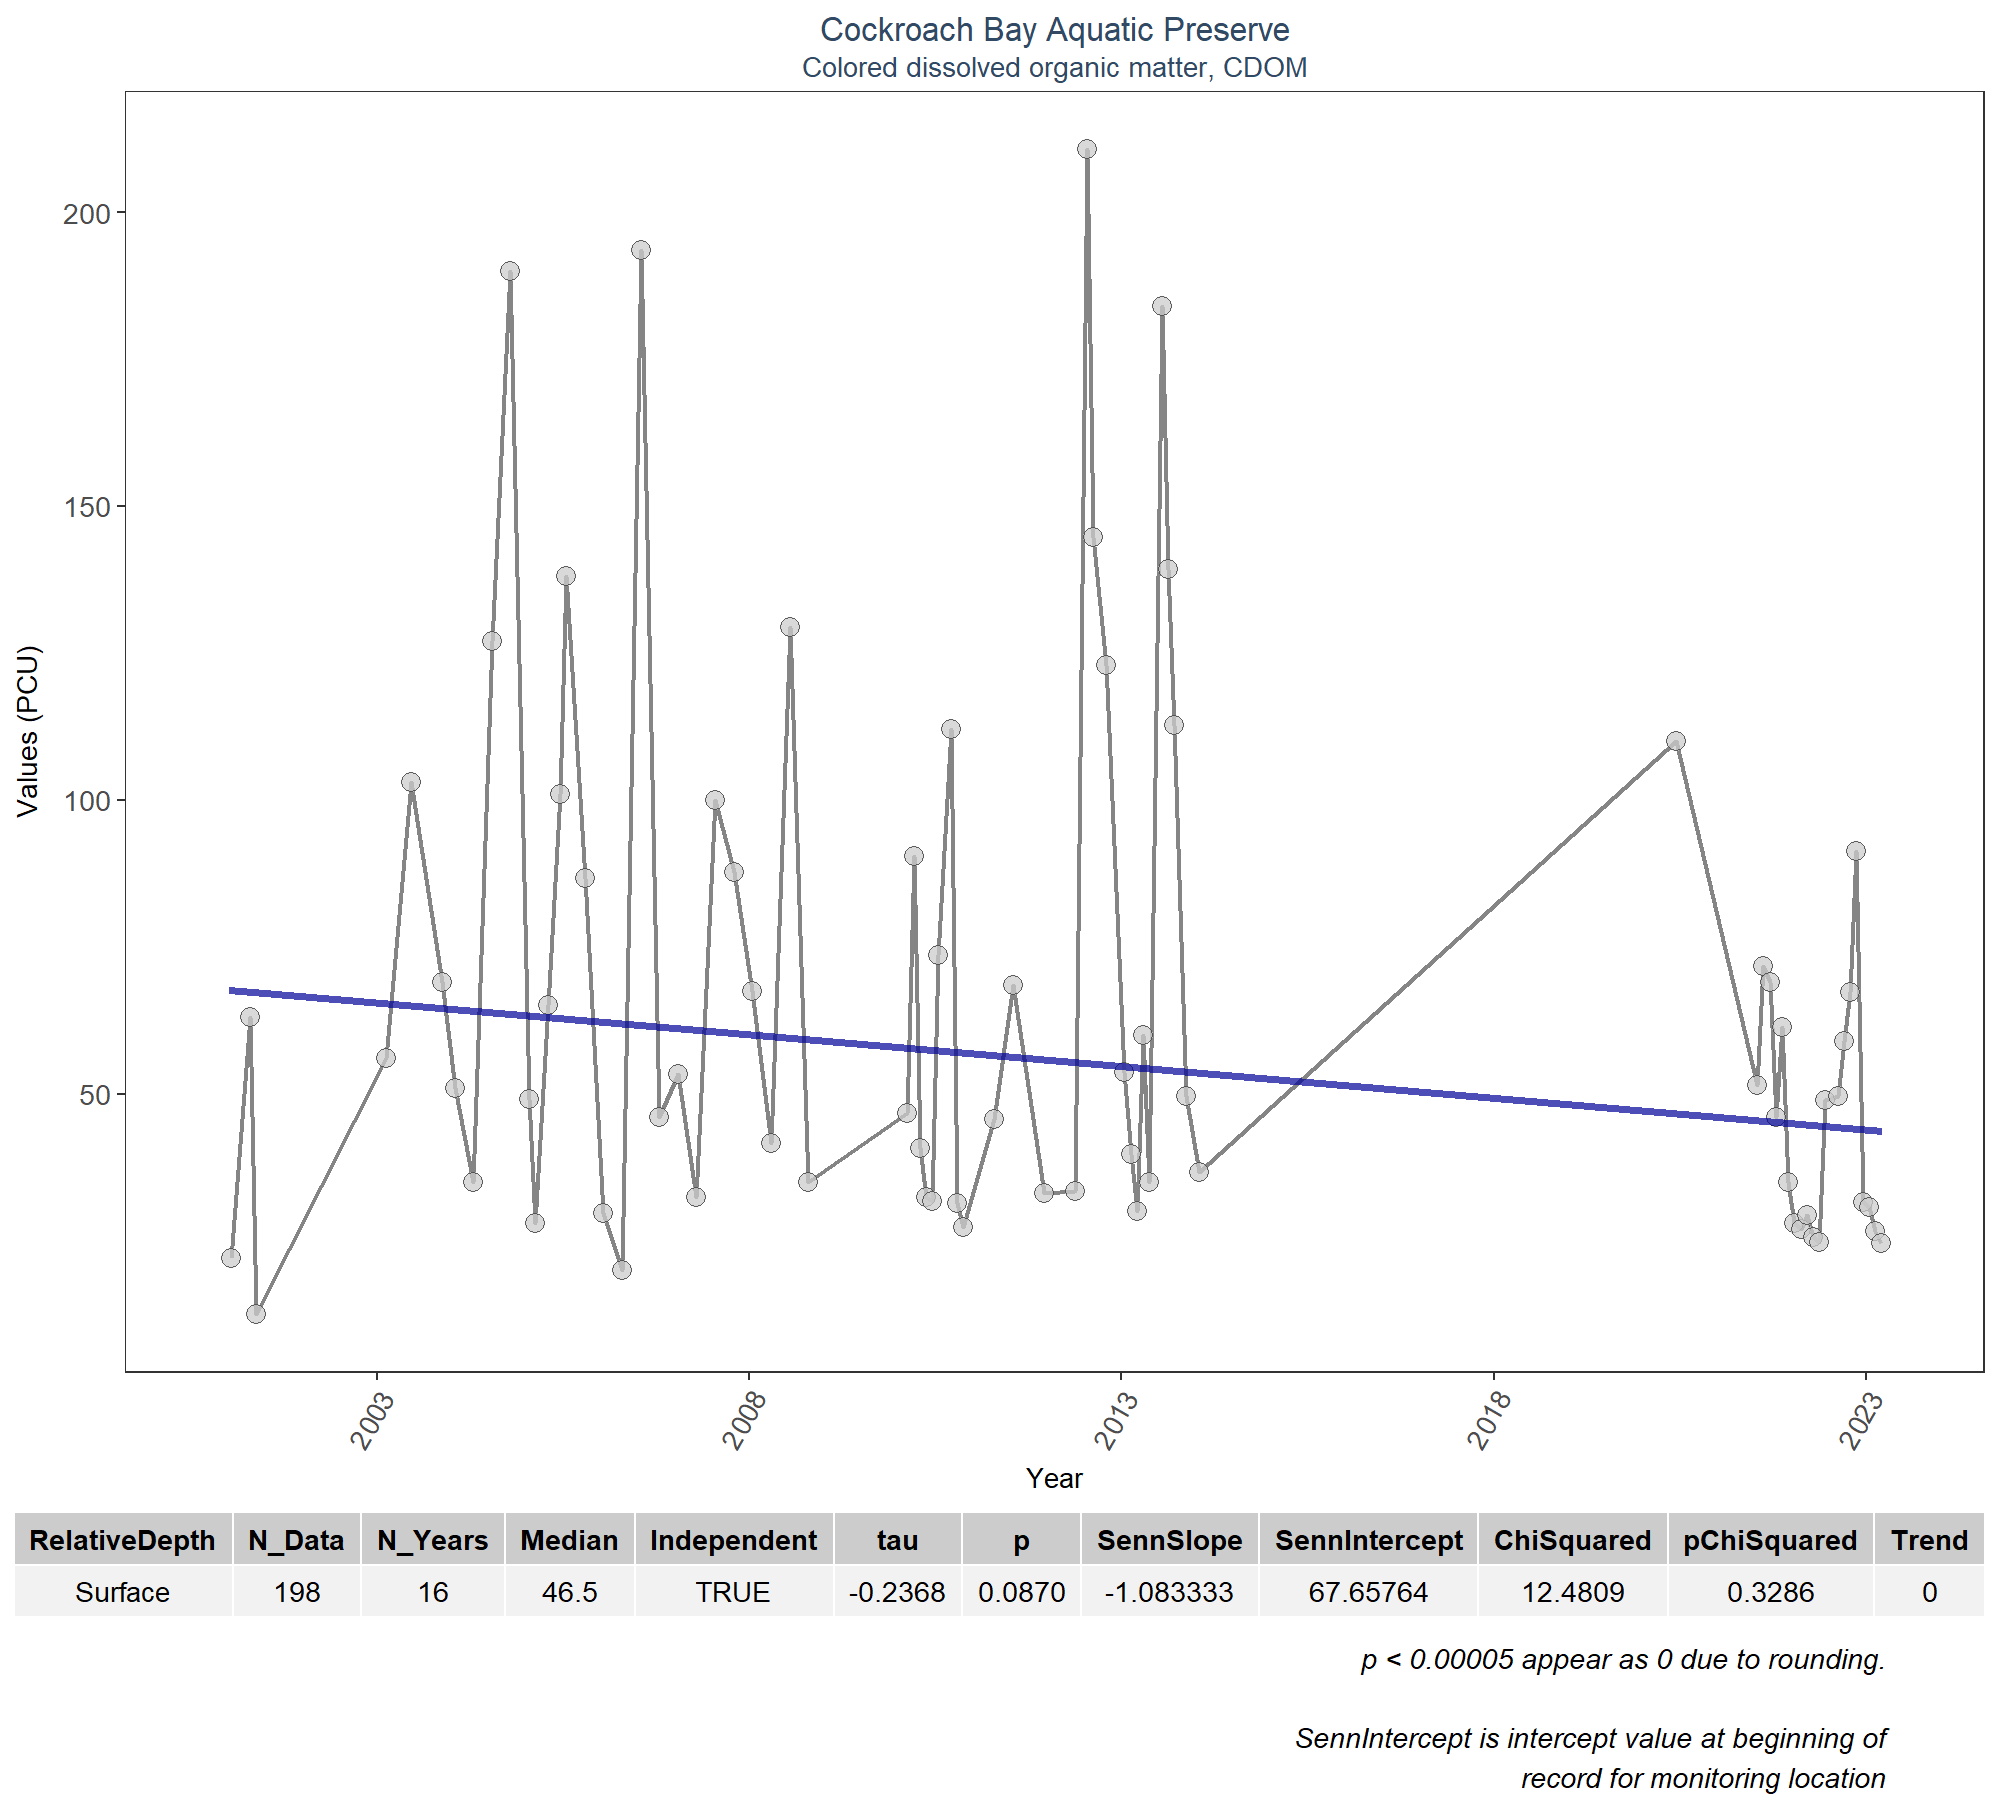 Cockroach Bay Aquatic Preserve
Colored dissolved organic matter, CDOM
200
150
100
50
Values (PCU)
2003 2008 2013 2018 2023
Year
RelativeDepth N_Data N_Years Median Independent tau p SennSlope SennIntercept ChiSquared pChiSquared Trend
Surface 198 16 46.5 TRUE -0.2368 0.0870 -1.083333 67.65764 12.4809 0.3286 0
p < 0.00005 appear as 0 due to rounding.
SennIntercept is intercept value at beginning of
record for monitoring location